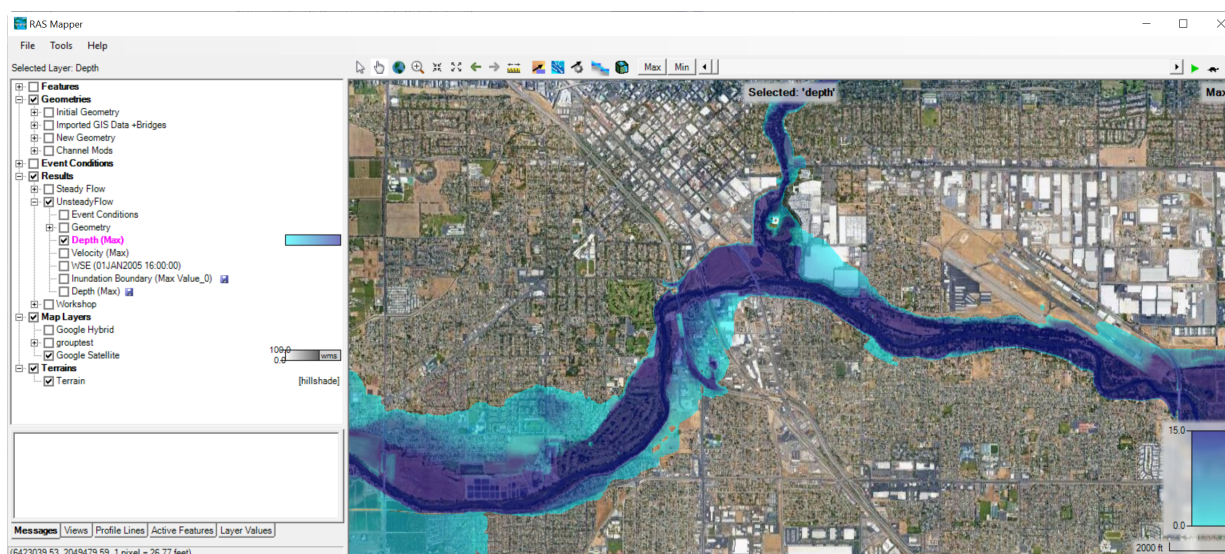 RAS Mapper
File Tools Help
Selected Layer: Depth
Max Min
Features
Geometries
Initial Geometry
Imported GIS Data +Bridges
New Geometry
Channel Mods
Event Conditions
Results
Steady Flow
UnsteadyFlow
Event Conditions
Geometry
Depth (Max)
Velocity (Max)
WSE (01JAN2005 16:00:00)
Inundation Boundary (Max Value_0)
Depth (Max)
Workshop
Map Layers
Google Hybrid
grouptest
Google Satellite
100.0
0.0
wms
Terrains
Terrain [hillshade]
Selected: 'depth'
Max
15.0
0.0
2000 ft
Messages Views Profile Lines Active Features Layer Values
(6423039.53, 2049479.59 1 pixel = 26.77 feet)